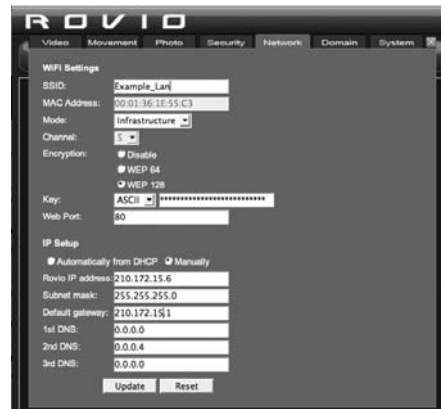 ROVIO
Video Movement Photo Security Network Domain System
WiFi Settings
SSID: Example_Lan
MAC Address: 00:01:36:1E:55:C3
Mode: Infrastructure
Channel: 5
Encryption: Disable
WEP 64
WEP 128
Key: ASCII **************************
Web Port: 80
IP Setup
Automatically from DHCP Manually
Rovio IP address: 210.172.15.6
Subnet mask: 255.255.255.0
Default gateway: 210.172.15.1
1st DNS: 0.0.0.0
2nd DNS: 0.0.0.4
3rd DNS: 0.0.0.0
Update Reset